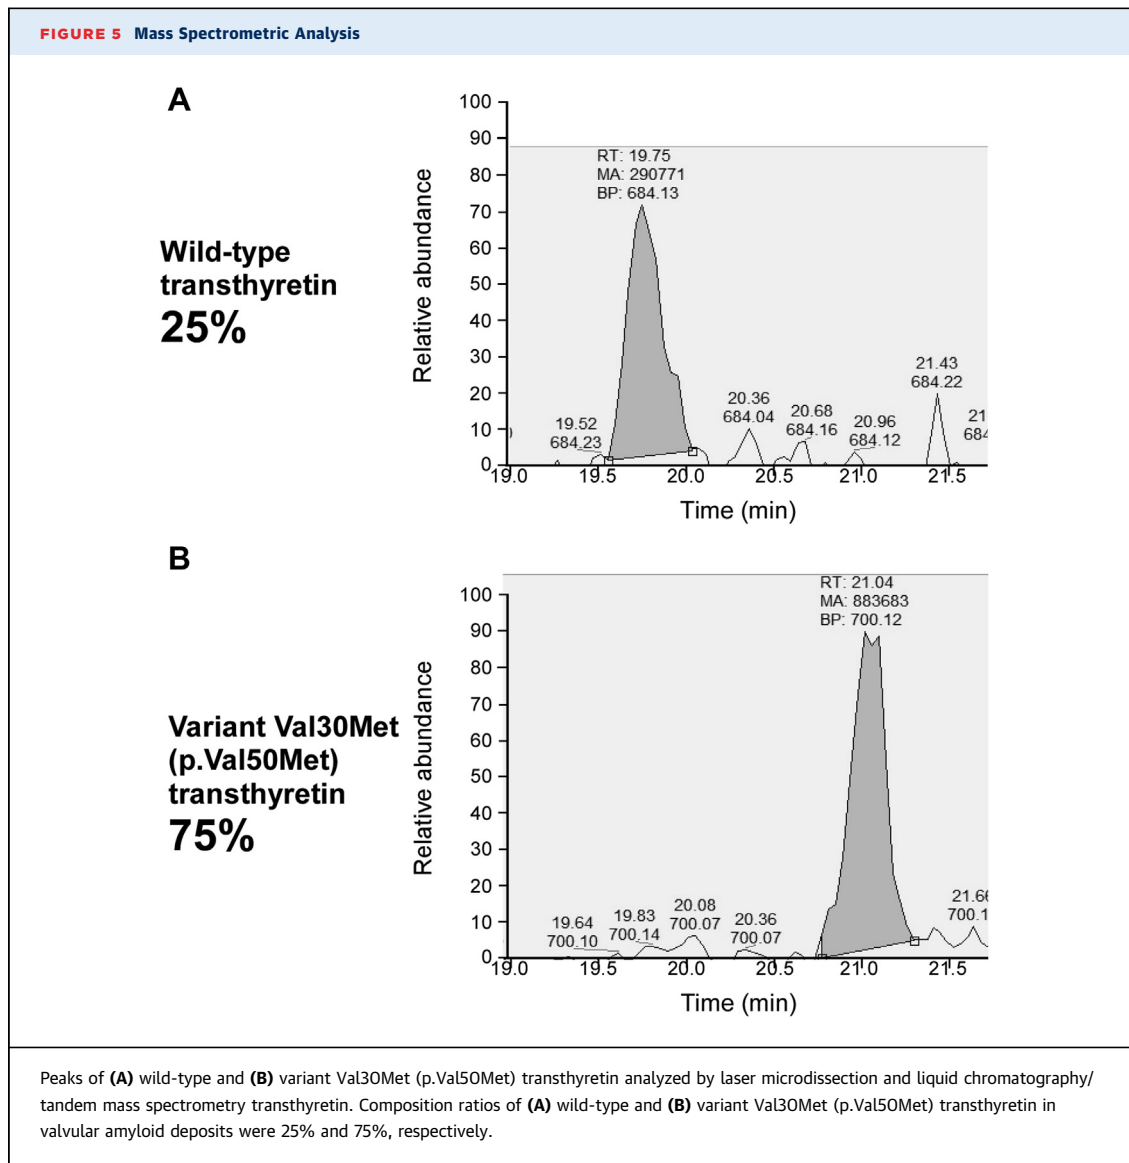 FIGURE 5 Mass Spectrometric Analysis
A
Wild-type
transthyretin
25%
Relative abundance
100
90
80
70
60
50
40
30
20
10
0
RT: 19.75
MA: 290771
BP: 684.13
19.52
684.23
20.36
684.04
20.68
684.16
20.96
684.12
21.43
684.22
21.
684
19.0 19.5 20.0 20.5 21.0 21.5
Time (min)
B
Variant Val30Met
(p.Val50Met)
transthyretin
75%
Relative abundance
100
90
80
70
60
50
40
30
20
10
0
RT: 21.04
MA: 883683
BP: 700.12
19.64
700.10
19.83
700.14
20.08
700.07
20.36
700.07
21.66
700.1
19.0 19.5 20.0 20.5 21.0 21.5
Time (min)
Peaks of (A) wild-type and (B) variant Val30Met (p.Val50Met) transthyretin analyzed by laser microdissection and liquid chromatography/
tandem mass spectrometry transthyretin. Composition ratios of (A) wild-type and (B) variant Val30Met (p.Val50Met) transthyretin in
valvular amyloid deposits were 25% and 75%, respectively.